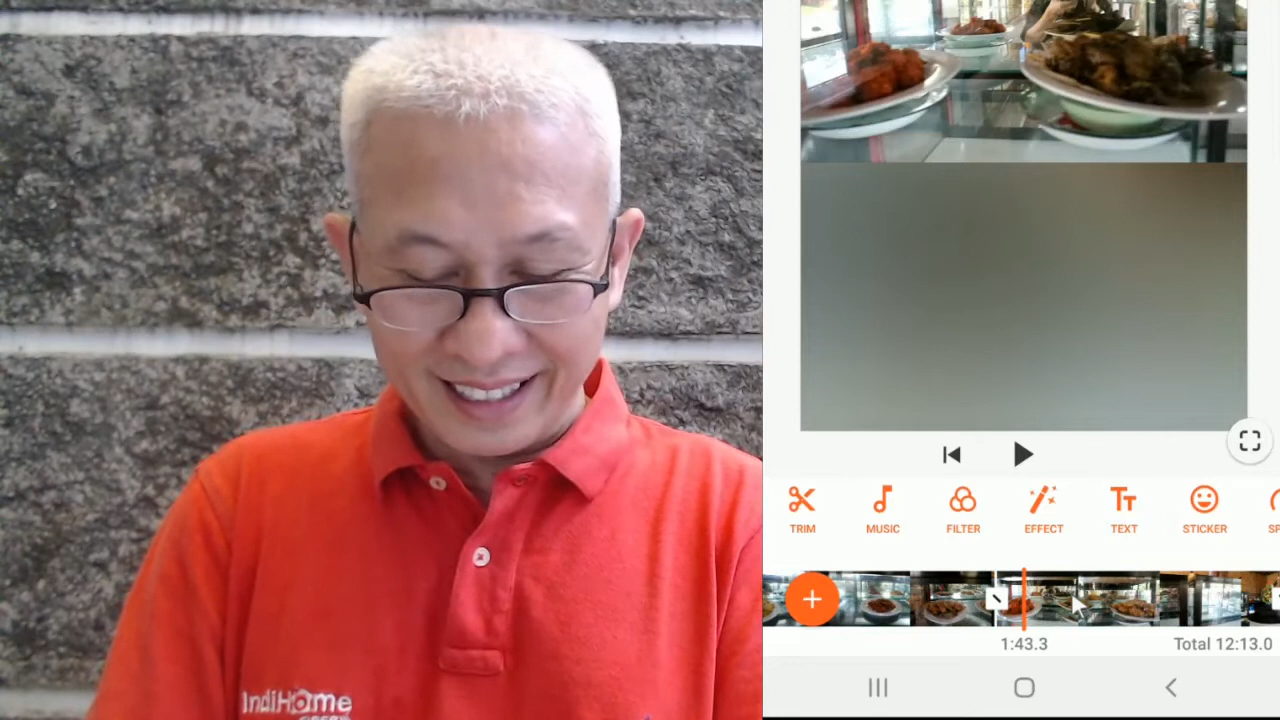 IndiHome
TRIM
MUSIC
FILTER
EFFECT
TEXT
STICKER
1:43.3
Total 12:13.0